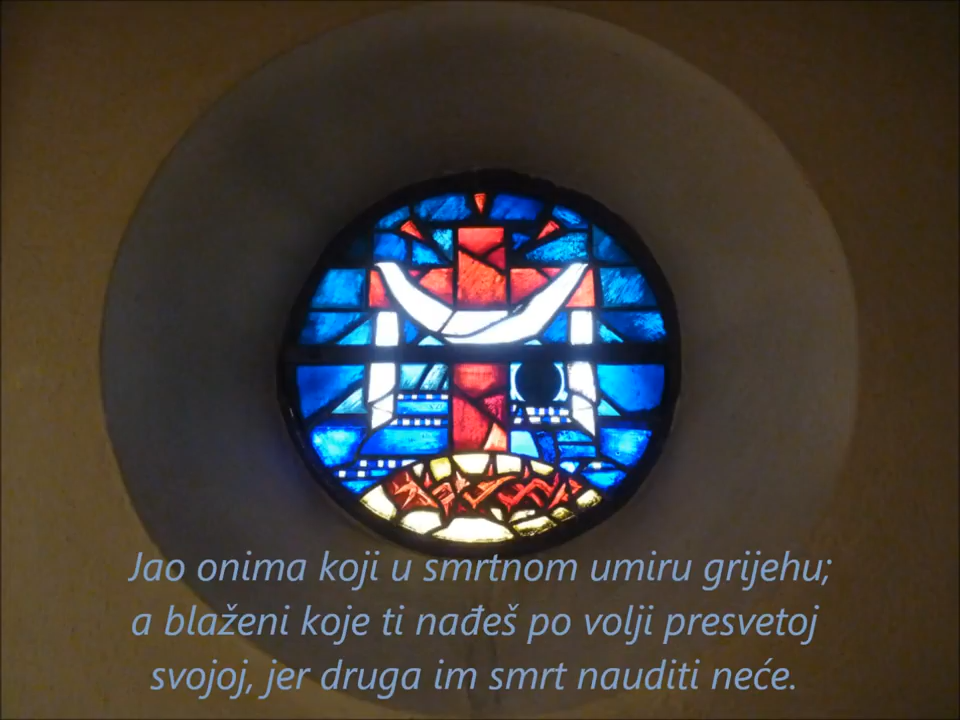 Jao onima koji u smrtnom umiru grijehu;
a blaženi koje ti nađeš po volji presvetoj
svojoj, jer druga im smrt nauditi neće.